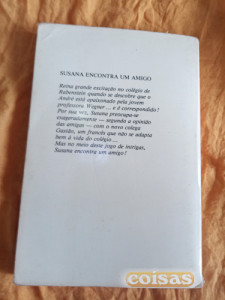 SUSANA ENCONTRA UM AMIGO
Reina grande excitação no colégio de
Rabenstein quando se descobre que o
André está apaixonado pela jovem
professora Wagner... e é correspondido!
Por sua vez, Susana preocupa-se
exageradamente — segundo a opinião
das amigas — com o novo colega
Gastão, um francês que não se adapta
bem à vida do colégio...
Mas no meio deste jogo de intrigas,
Susana encontra um amigo!
coisas